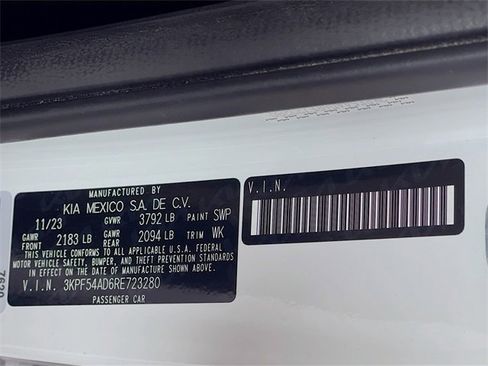 MANUFACTURED BY
KIA MEXICO S.A. DE C.V.
11/23 GVWR 3792 LB PAINT SWP
GAWR FRONT 2183 LB GAWR REAR 2094 LB TRIM WK
THIS VEHICLE CONFORMS TO ALL APPLICABLE U.S.A. FEDERAL
MOTOR VEHICLE SAFETY, BUMPER, AND THEFT PREVENTION STANDARDS
IN EFFECT ON THE DATE OF MANUFACTURE SHOWN ABOVE.
V.I.N. 3KPF54AD6RE723280
PASSENGER CAR
V.I.N.
7620